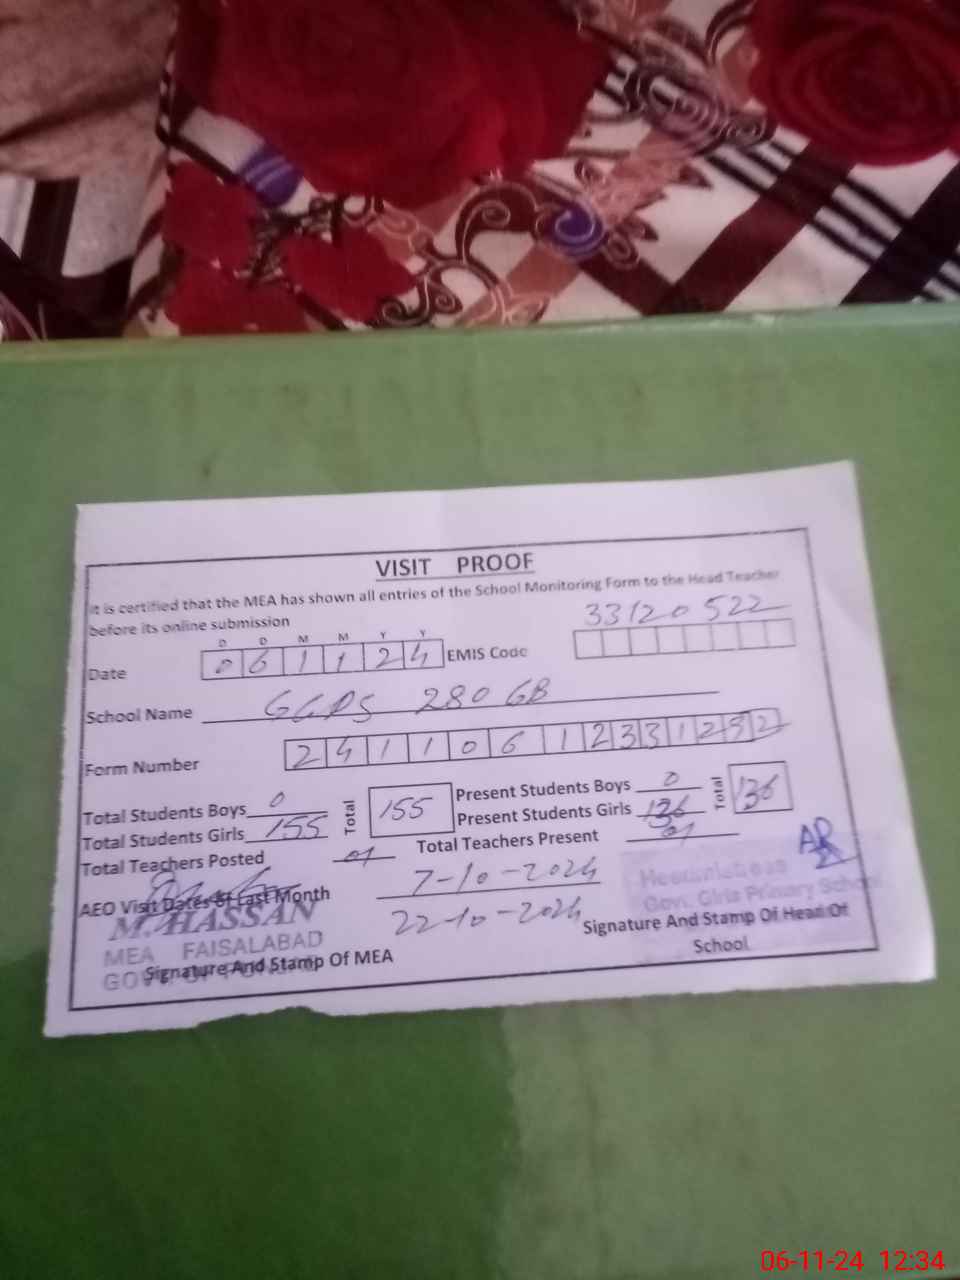 VISIT PROOF
It is certified that the MEA has shown all entries of the School Monitoring Form to the Head Teacher
before its online submission
33120522
D D M M Y Y
Date 0 6 1 1 2 4 EMIS Code
School Name GGPS 280 GB
Form Number 2 4 1 1 0 6 1 2 3 3 1 2
Total Students Boys 0 Total 155 Present Students Boys 0 Total 136
Total Students Girls 155 Present Students Girls 136
Total Teachers Posted 01 Total Teachers Present 01
AEO Visit Dates of Last Month 7-10-2024
22-10-2024
M. HASSAN
MEA FAISALABAD
Signature And Stamp Of MEA
Headmistress
Govt. Girls Primary School
Signature And Stamp Of Head Of
School
06-11-24 12:34